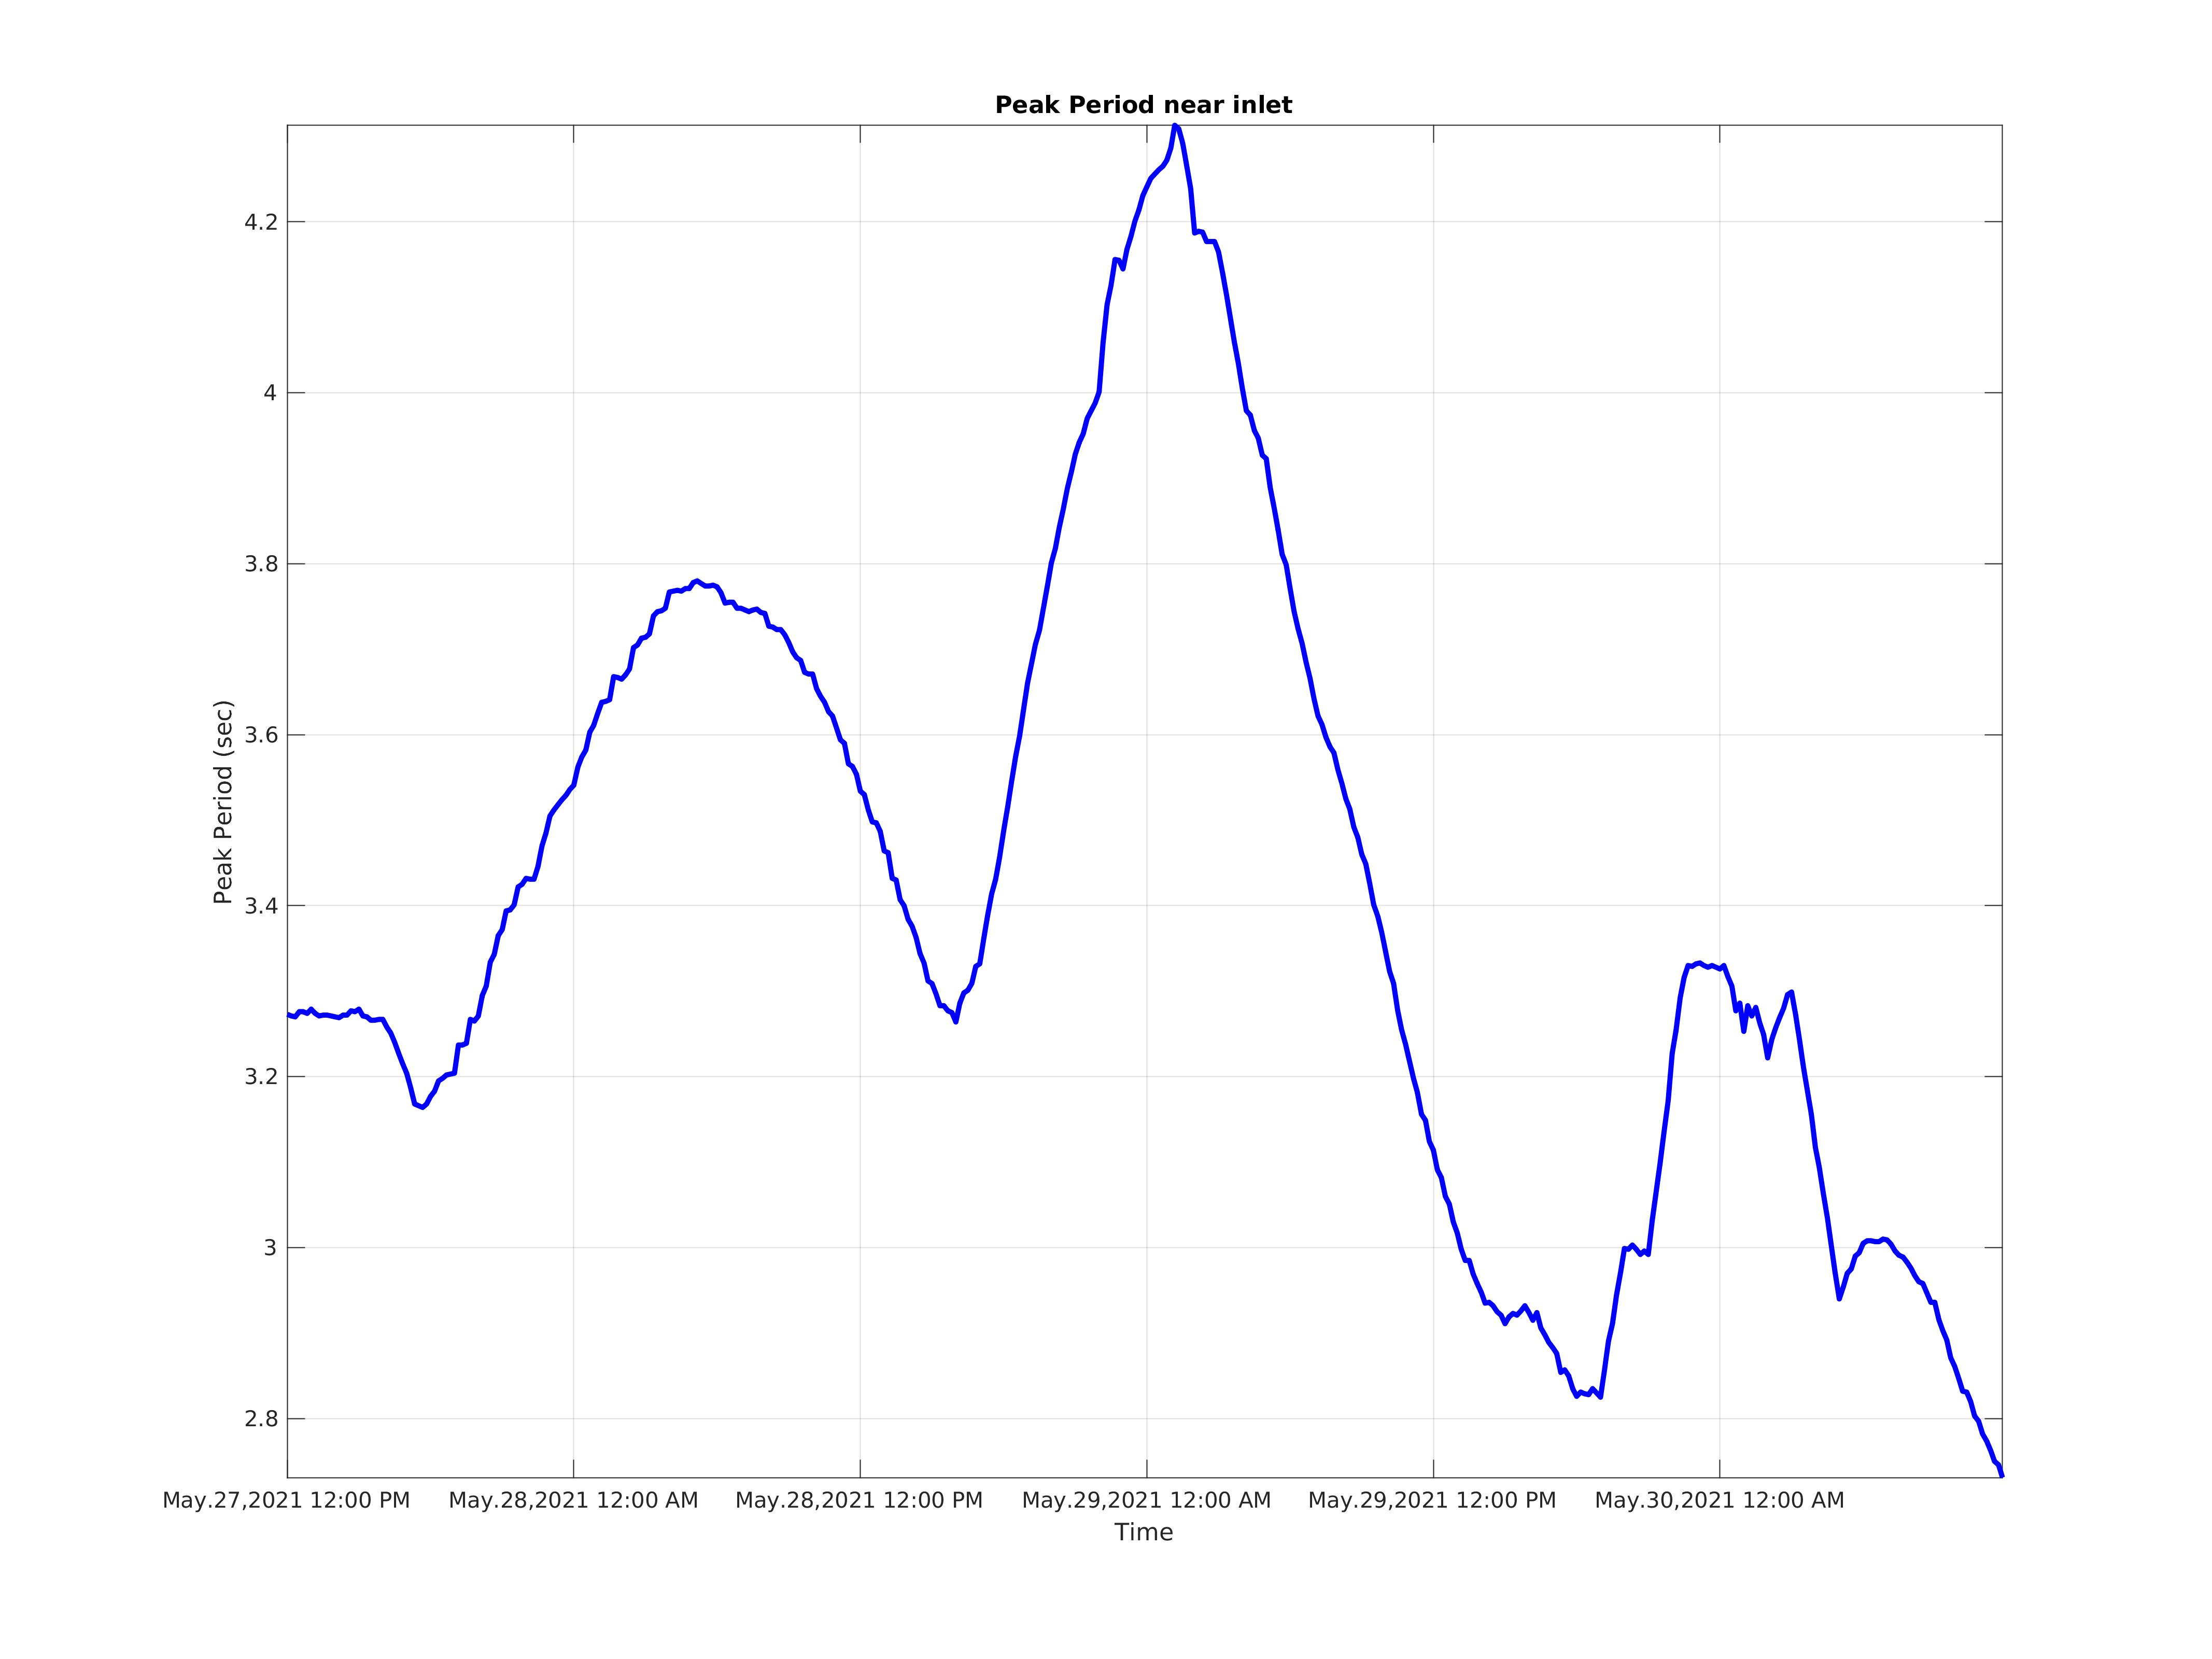 Peak Period near inlet
4.2
4
3.8
3.6
3.4
3.2
3
2.8
Peak Period (sec)
May.27,2021 12:00 PM May.28,2021 12:00 AM May.28,2021 12:00 PM May.29,2021 12:00 AM May.29,2021 12:00 PM May.30,2021 12:00 AM
Time